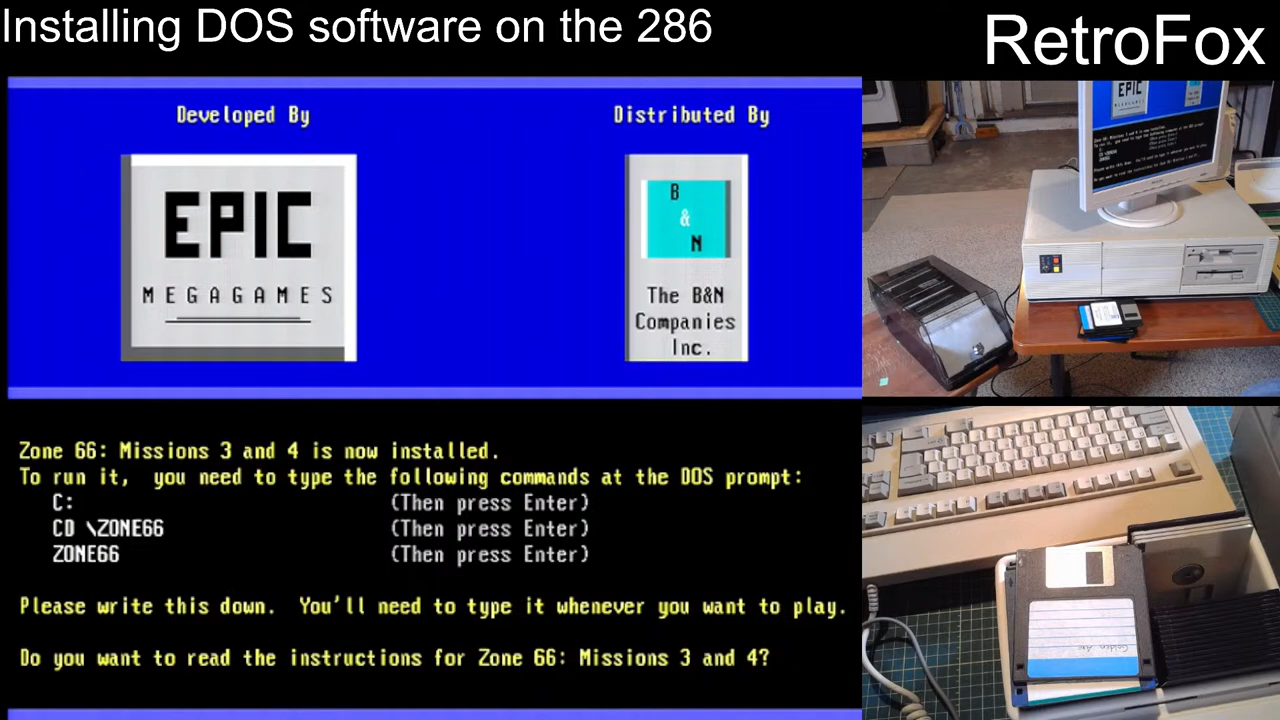 Installing DOS software on the 286
RetroFox
Developed By
Distributed By
EPIC
MEGAGAMES
B
&
N
The B&N
Companies
Inc.
Zone 66: Missions 3 and 4 is now installed.
To run it, you need to type the following commands at the DOS prompt:
C: (Then press Enter)
CD \ZONE66 (Then press Enter)
ZONE66 (Then press Enter)
Please write this down. You'll need to type it whenever you want to play.
Do you want to read the instructions for Zone 66: Missions 3 and 4?
EPIC
Golden Axe